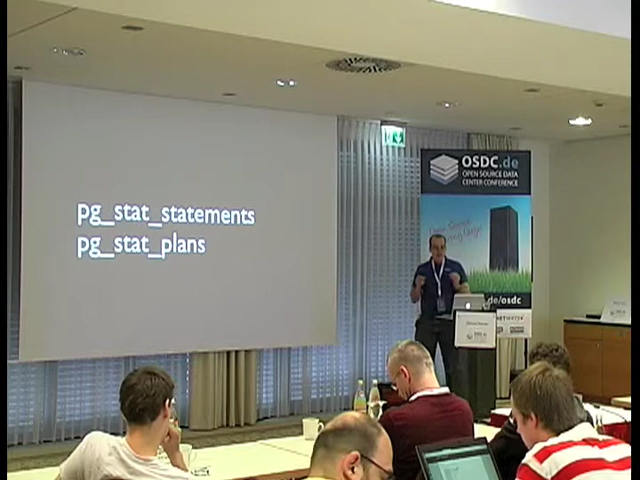 pg_stat_statements
pg_stat_plans
OSDC.de
OPEN SOURCE DATA
CENTER CONFERENCE
de/osdc